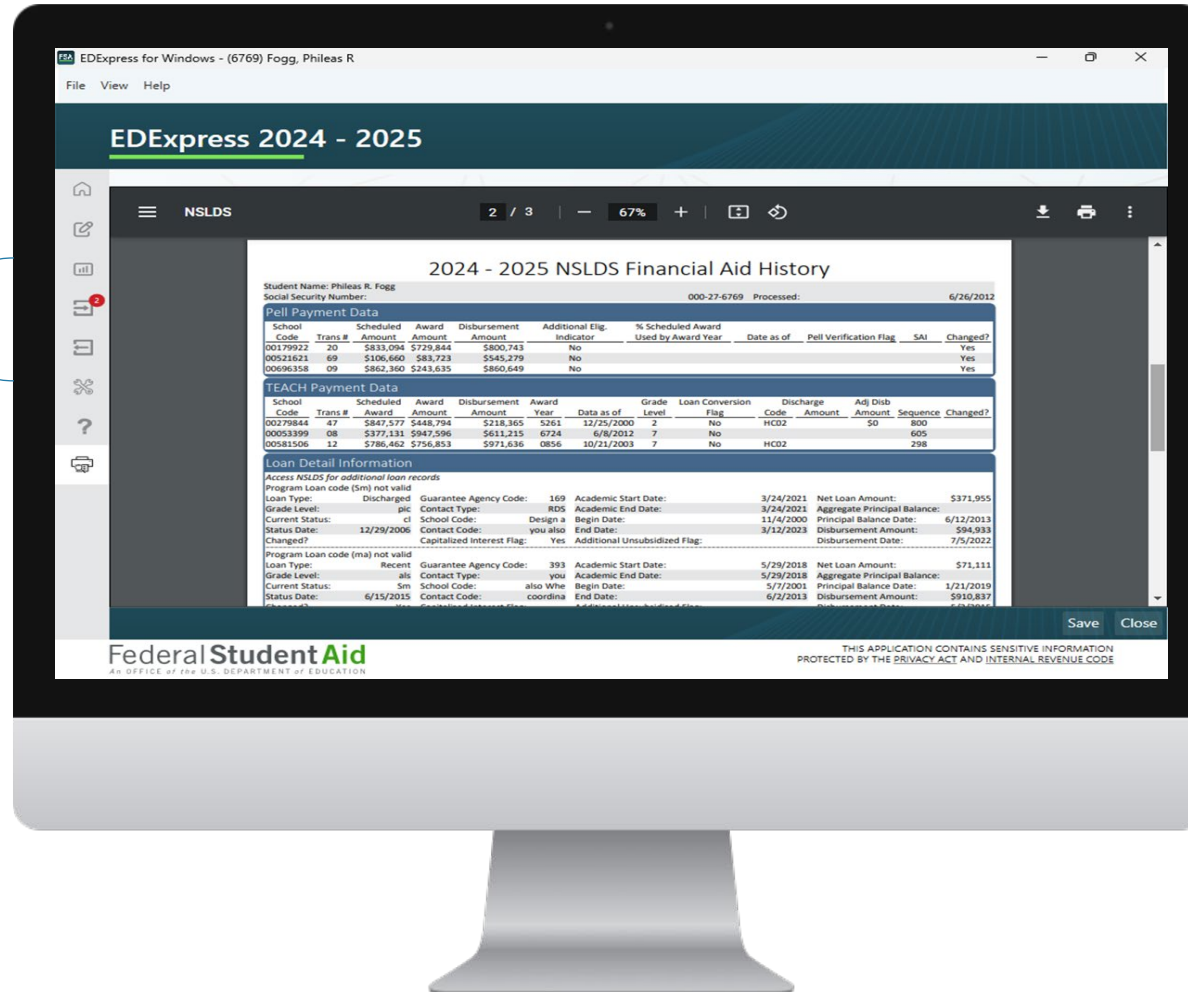 FSA EDExpress for Windows - (6769) Fogg, Phileas R
File View Help
EDExpress 2024 - 2025
2
?
NSLDS 2 / 3 67%
2024 - 2025 NSLDS Financial Aid History
Student Name: Phileas R. Fogg
Social Security Number: 000-27-6769 Processed: 6/26/2012
Pell Payment Data
School Scheduled Award Disbursement Additional Elig. % Scheduled Award
Code Trans # Amount Amount Amount Indicator Used by Award Year Date as of Pell Verification Flag SAI Changed?
00179922 20 $833,094 $729,844 $800,743 No Yes
00521621 69 $106,660 $83,723 $545,279 No Yes
00696358 09 $862,360 $243,635 $860,649 No Yes
TEACH Payment Data
School Scheduled Award Disbursement Award Grade Loan Conversion Discharge Adj Disb
Code Trans # Award Amount Amount Year Data as of Level Flag Code Amount Amount Sequence Changed?
00279844 47 $847,577 $448,794 $218,365 5261 12/25/2000 2 No HC02 $0 800
00053399 08 $377,131 $947,596 $611,215 6724 6/8/2012 7 No 605
00581506 12 $786,462 $756,853 $971,636 0856 10/21/2003 7 No HC02 298
Loan Detail Information
Access NSLDS for additional loan records
Program Loan code (Sm) not valid
Loan Type: Discharged Guarantee Agency Code: 169 Academic Start Date: 3/24/2021 Net Loan Amount: $371,955
Grade Level: pic Contact Type: RDS Academic End Date: 3/24/2021 Aggregate Principal Balance:
Current Status: cl School Code: Design a Begin Date: 11/4/2000 Principal Balance Date: 6/12/2013
Status Date: 12/29/2006 Contact Code: you also End Date: 3/12/2023 Disbursement Amount: $94,933
Changed? Capitalized Interest Flag: Yes Additional Unsubsidized Flag: Disbursement Date: 7/5/2022
Program Loan code (ma) not valid
Loan Type: Recent Guarantee Agency Code: 393 Academic Start Date: 5/29/2018 Net Loan Amount: $71,111
Grade Level: als Contact Type: you Academic End Date: 5/29/2018 Aggregate Principal Balance:
Current Status: Sm School Code: also Whe Begin Date: 5/7/2001 Principal Balance Date: 1/21/2019
Status Date: 6/15/2015 Contact Code: coordina End Date: 6/2/2013 Disbursement Amount: $910,837
Save Close
Federal Student Aid
An OFFICE of the U.S. DEPARTMENT of EDUCATION
THIS APPLICATION CONTAINS SENSITIVE INFORMATION
PROTECTED BY THE PRIVACY ACT AND INTERNAL REVENUE CODE